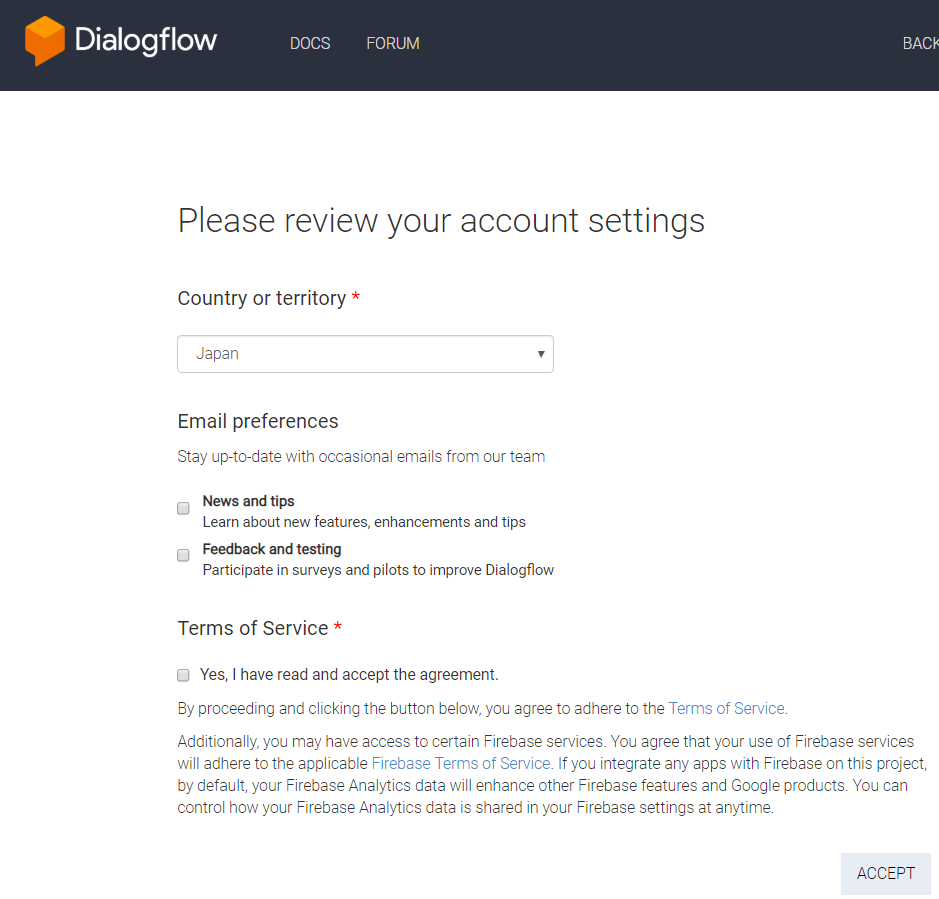 Dialogflow
DOCS
FORUM
BACK
Please review your account settings
Country or territory *
Japan
Email preferences
Stay up-to-date with occasional emails from our team
News and tips
Learn about new features, enhancements and tips
Feedback and testing
Participate in surveys and pilots to improve Dialogflow
Terms of Service *
Yes, I have read and accept the agreement.
By proceeding and clicking the button below, you agree to adhere to the Terms of Service.
Additionally, you may have access to certain Firebase services. You agree that your use of Firebase services
will adhere to the applicable Firebase Terms of Service. If you integrate any apps with Firebase on this project,
by default, your Firebase Analytics data will enhance other Firebase features and Google products. You can
control how your Firebase Analytics data is shared in your Firebase settings at anytime.
ACCEPT